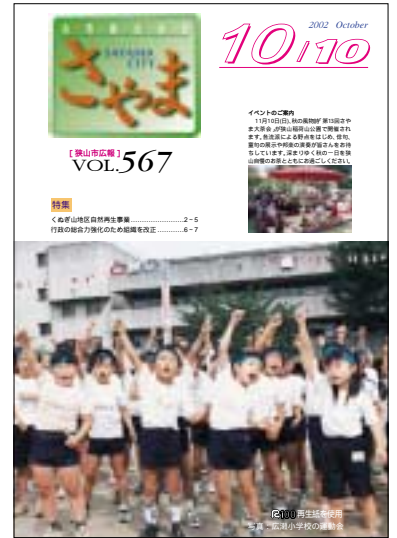 SAYAMA CITY
さやま
2002 October
10/10
[狭山市広報]
VOL.567
イベントのご案内
11月10日(日)、秋の風物詩「第13回さや
ま大茶会」が狭山稲荷山公園で開催され
ます。各流派による野点をはじめ、俳句、
童句の展示や邦楽の演奏が皆さんをお待
ちしています。深まりゆく秋の一日を狭
山自慢のお茶とともにお過ごしください。
特集
くぬぎ山地区自然再生事業……………………2-5
行政の総合力強化のため組織を改正…………6-7
R100 再生紙を使用
写真：広瀬小学校の運動会